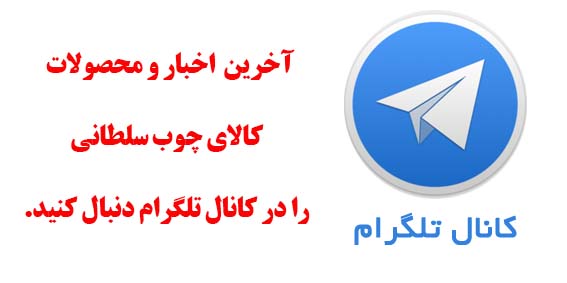 آخرین اخبار و محصولات
کالای چوب سلطانی
را در کانال تلگرام دنبال کنید.
کانال تلگرام